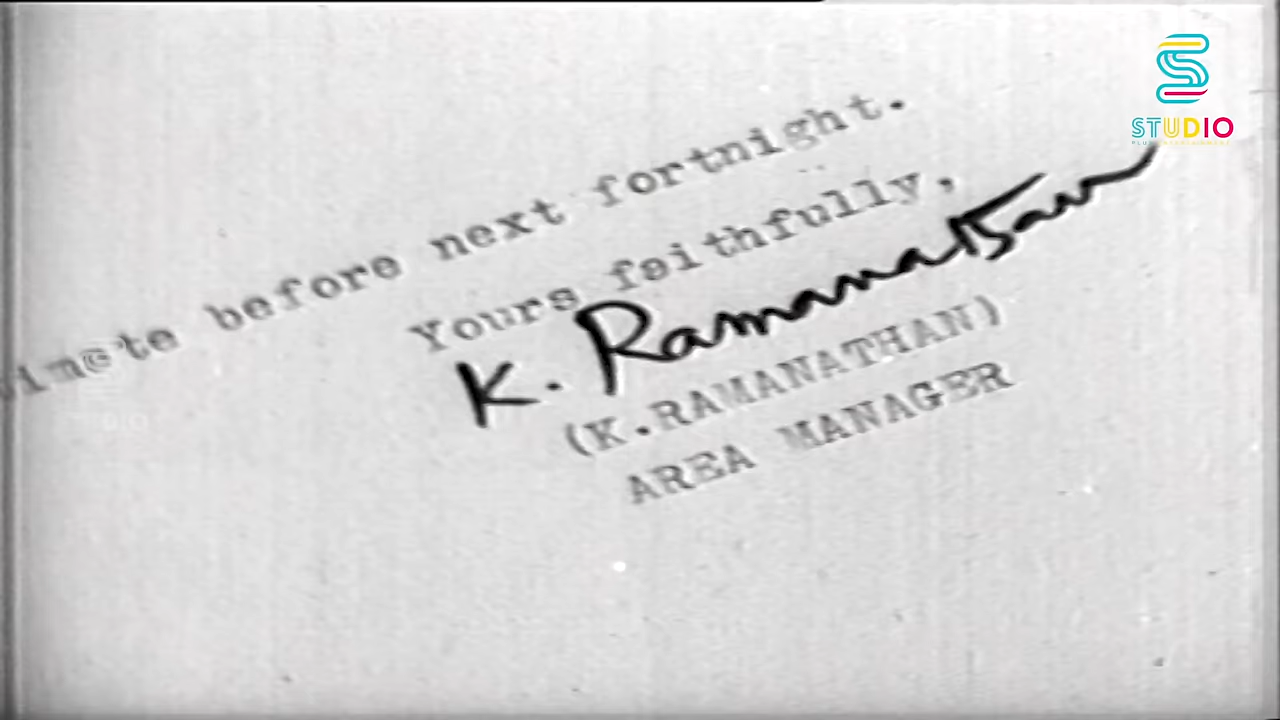 before next fortnight.
Yours faithfully,
K. Ramanathan
(K.RAMANATHAN)
AREA MANAGER
STUDIO